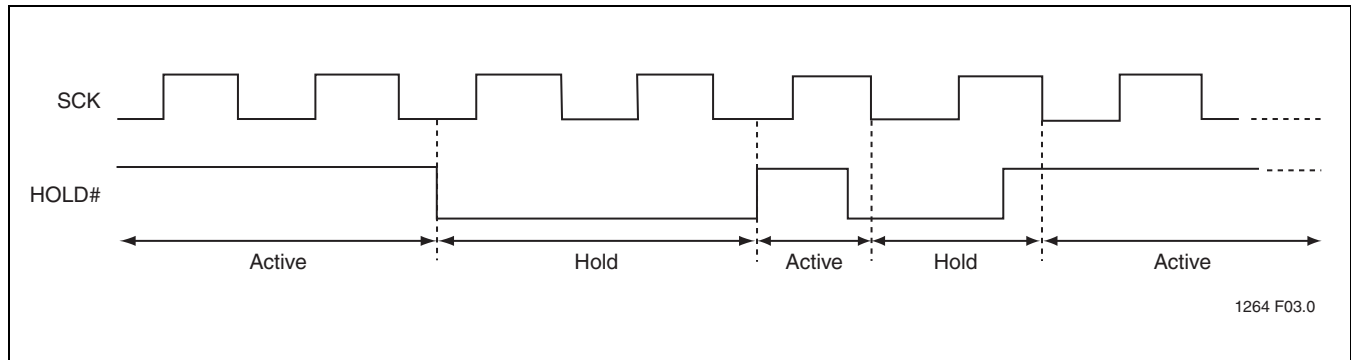 SCK
HOLD#
Active
Hold
Active
Hold
Active
1264 F03.0